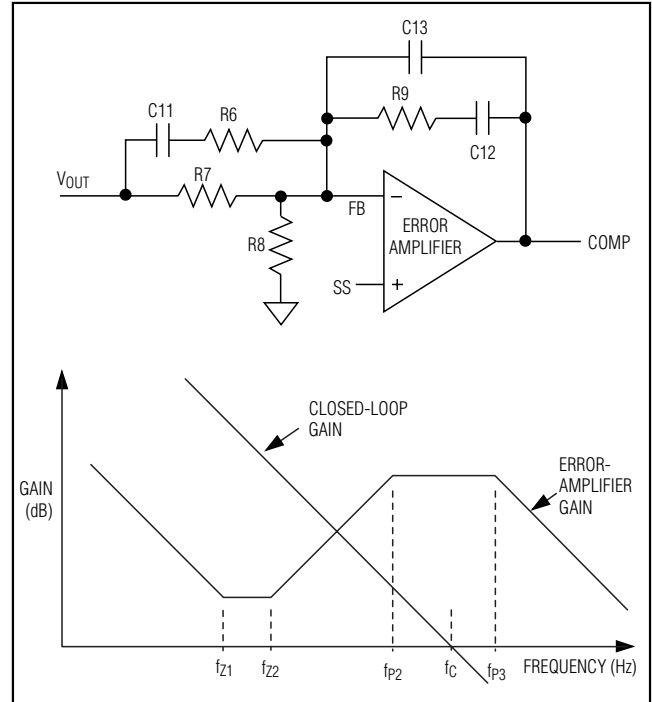 C13
R9
C12
C11
R6
VOUT
R7
FB
R8
ERROR
AMPLIFIER
−
+
SS
COMP
CLOSED-LOOP
GAIN
ERROR-
AMPLIFIER
GAIN
GAIN
(dB)
fZ1 fZ2 fP2 fC fP3 FREQUENCY (Hz)